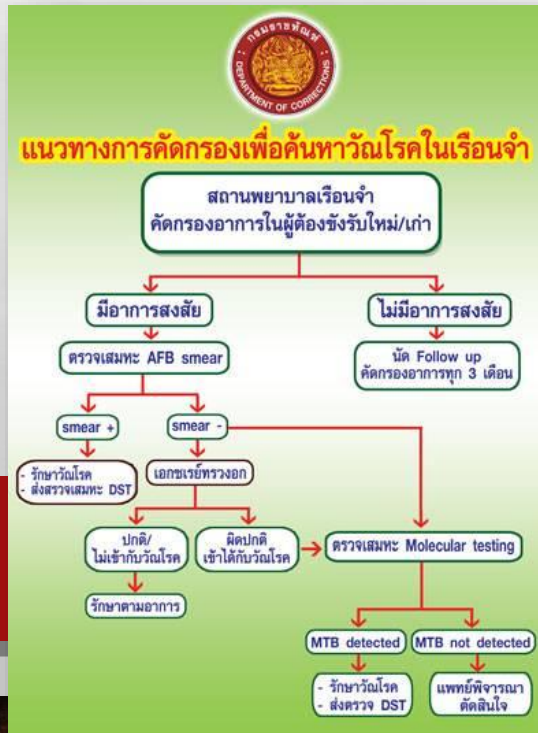 กรมราชทัณฑ์
DEPARTMENT OF CORRECTIONS
แนวทางการคัดกรองเพื่อค้นหาวัณโรคในเรือนจำ
สถานพยาบาลเรือนจำ
คัดกรองอาการในผู้ต้องขังรับใหม่/เก่า
มีอาการสงสัย
ไม่มีอาการสงสัย
ตรวจเสมหะ AFB smear
นัด Follow up
คัดกรองอาการทุก 3 เดือน
smear +
smear -
- รักษาวัณโรค
- ส่งตรวจเสมหะ DST
เอกซเรย์ทรวงอก
ปกติ/
ไม่เข้ากับวัณโรค
ผิดปกติ
เข้าได้กับวัณโรค
ตรวจเสมหะ Molecular testing
รักษาตามอาการ
MTB detected
MTB not detected
- รักษาวัณโรค
- ส่งตรวจ DST
แพทย์พิจารณา
ตัดสินใจ